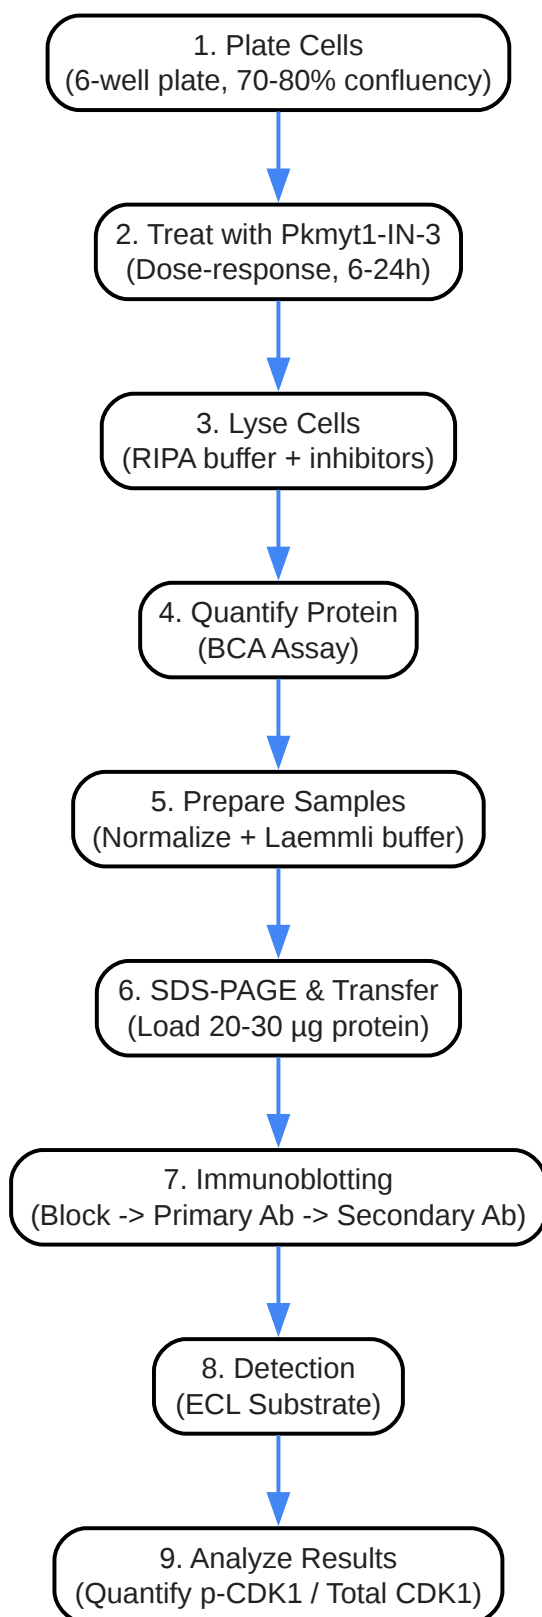 1. Plate Cells
(6-well plate, 70-80% confluency)
2. Treat with Pkmyt1-IN-3
(Dose-response, 6-24h)
3. Lyse Cells
(RIPA buffer + inhibitors)
4. Quantify Protein
(BCA Assay)
5. Prepare Samples
(Normalize + Laemmli buffer)
6. SDS-PAGE & Transfer
(Load 20-30 µg protein)
7. Immunoblotting
(Block -> Primary Ab -> Secondary Ab)
8. Detection
(ECL Substrate)
9. Analyze Results
(Quantify p-CDK1 / Total CDK1)